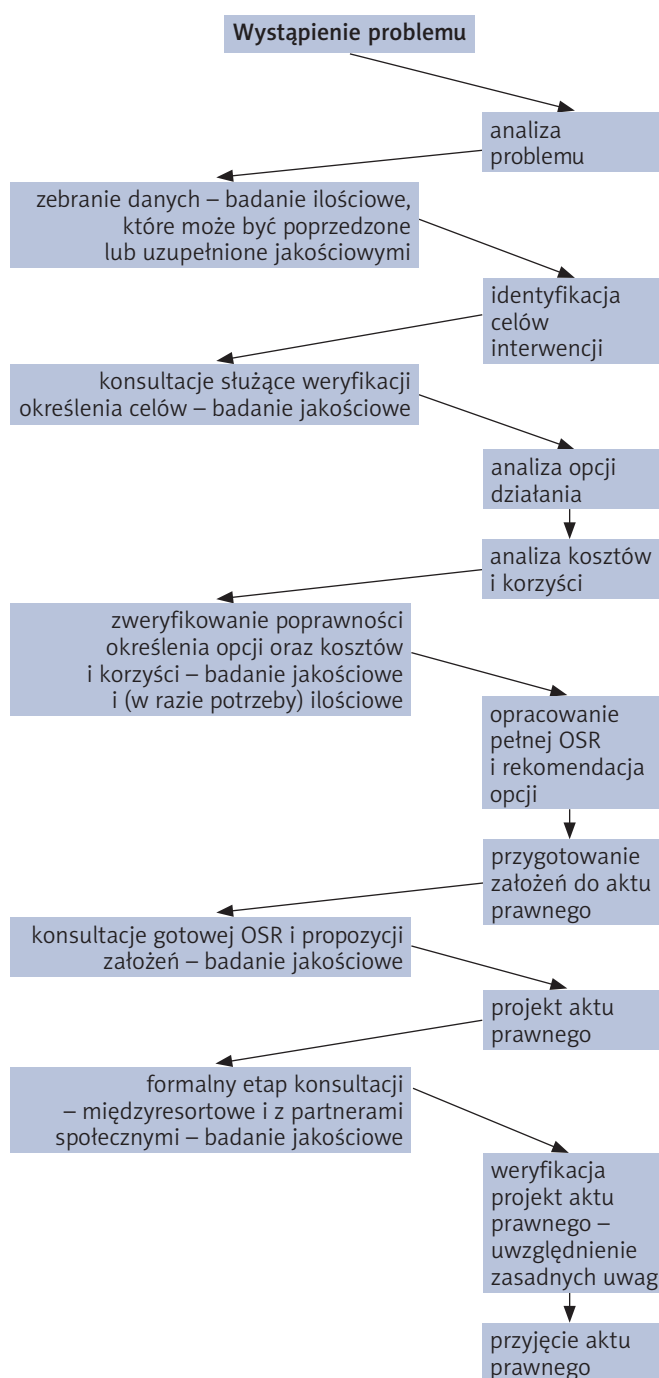 Wystąpienie problemu
analiza
problemu
zebranie danych – badanie ilościowe,
które może być poprzedzone
lub uzupełnione jakościowymi
identyfikacja
celów
interwencji
konsultacje służące weryfikacji
określenia celów – badanie jakościowe
analiza opcji
działania
analiza kosztów
i korzyści
zweryfikowanie poprawności
określenia opcji oraz kosztów
i korzyści – badanie jakościowe
i (w razie potrzeby) ilościowe
opracowanie
pełnej OSR
i rekomendacja
opcji
przygotowanie
założeń do aktu
prawnego
konsultacje gotowej OSR i propozycji
założeń – badanie jakościowe
projekt aktu
prawnego
formalny etap konsultacji
– międzyresortowe i z partnerami
społecznymi – badanie jakościowe
weryfikacja
projekt aktu
prawnego –
uwzględnienie
zasadnych uwag
przyjęcie aktu
prawnego